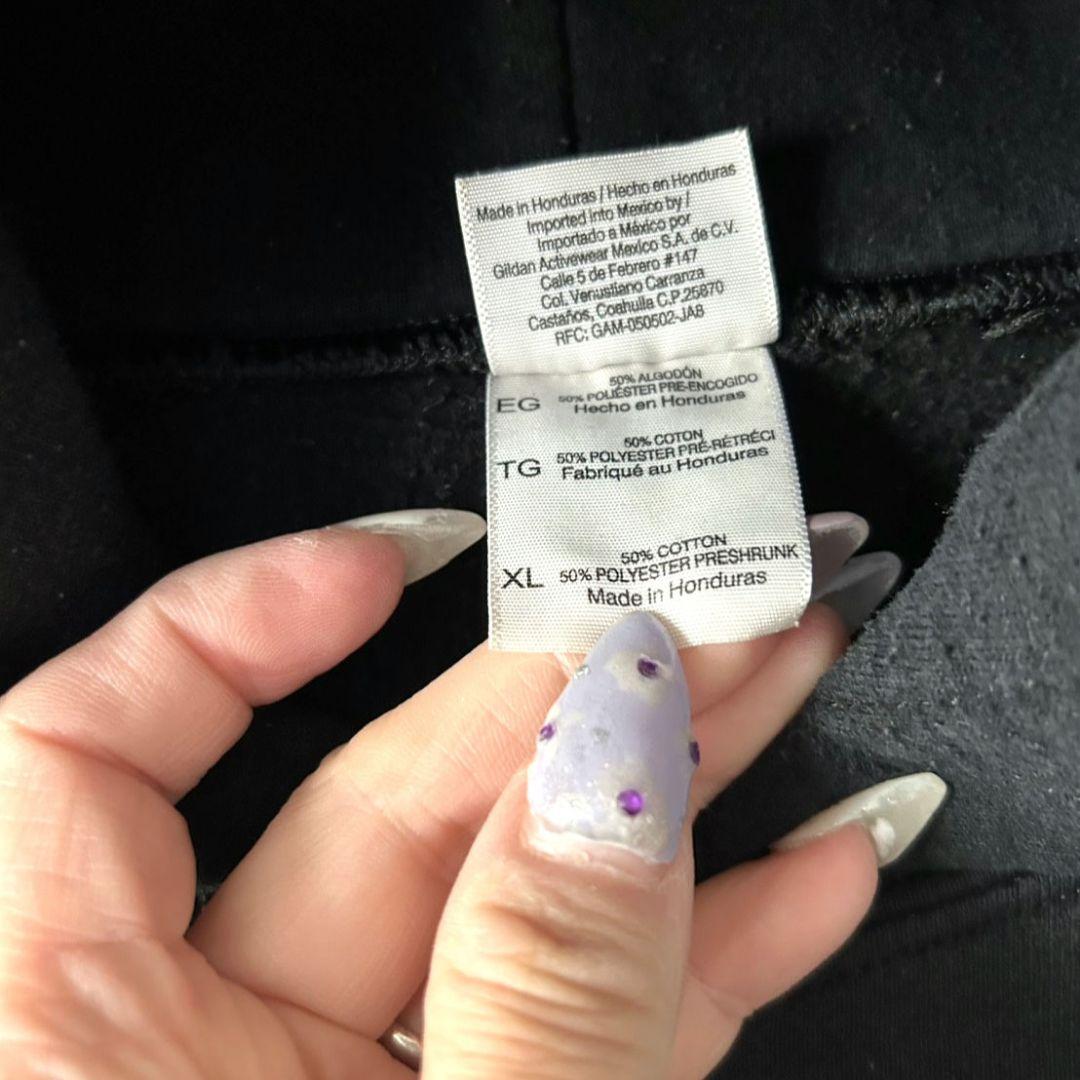 Made in Honduras / Hecho en Honduras
Imported into Mexico by /
Importado a México por
Gildan Activewear Mexico S.A. de C.V.
Calle 5 de Febrero #147
Col. Venustiano Carranza
Castaños, Coahuila C.P.25870
RFC: GAM-050502-JA8
50% ALGODÓN
EG 50% POLIÉSTER PRE-ENCOGIDO
Hecho en Honduras
50% COTON
TG 50% POLYESTER PRÉ-RÉTRÉCI
Fabriqué au Honduras
50% COTTON
XL 50% POLYESTER PRESHRUNK
Made in Honduras